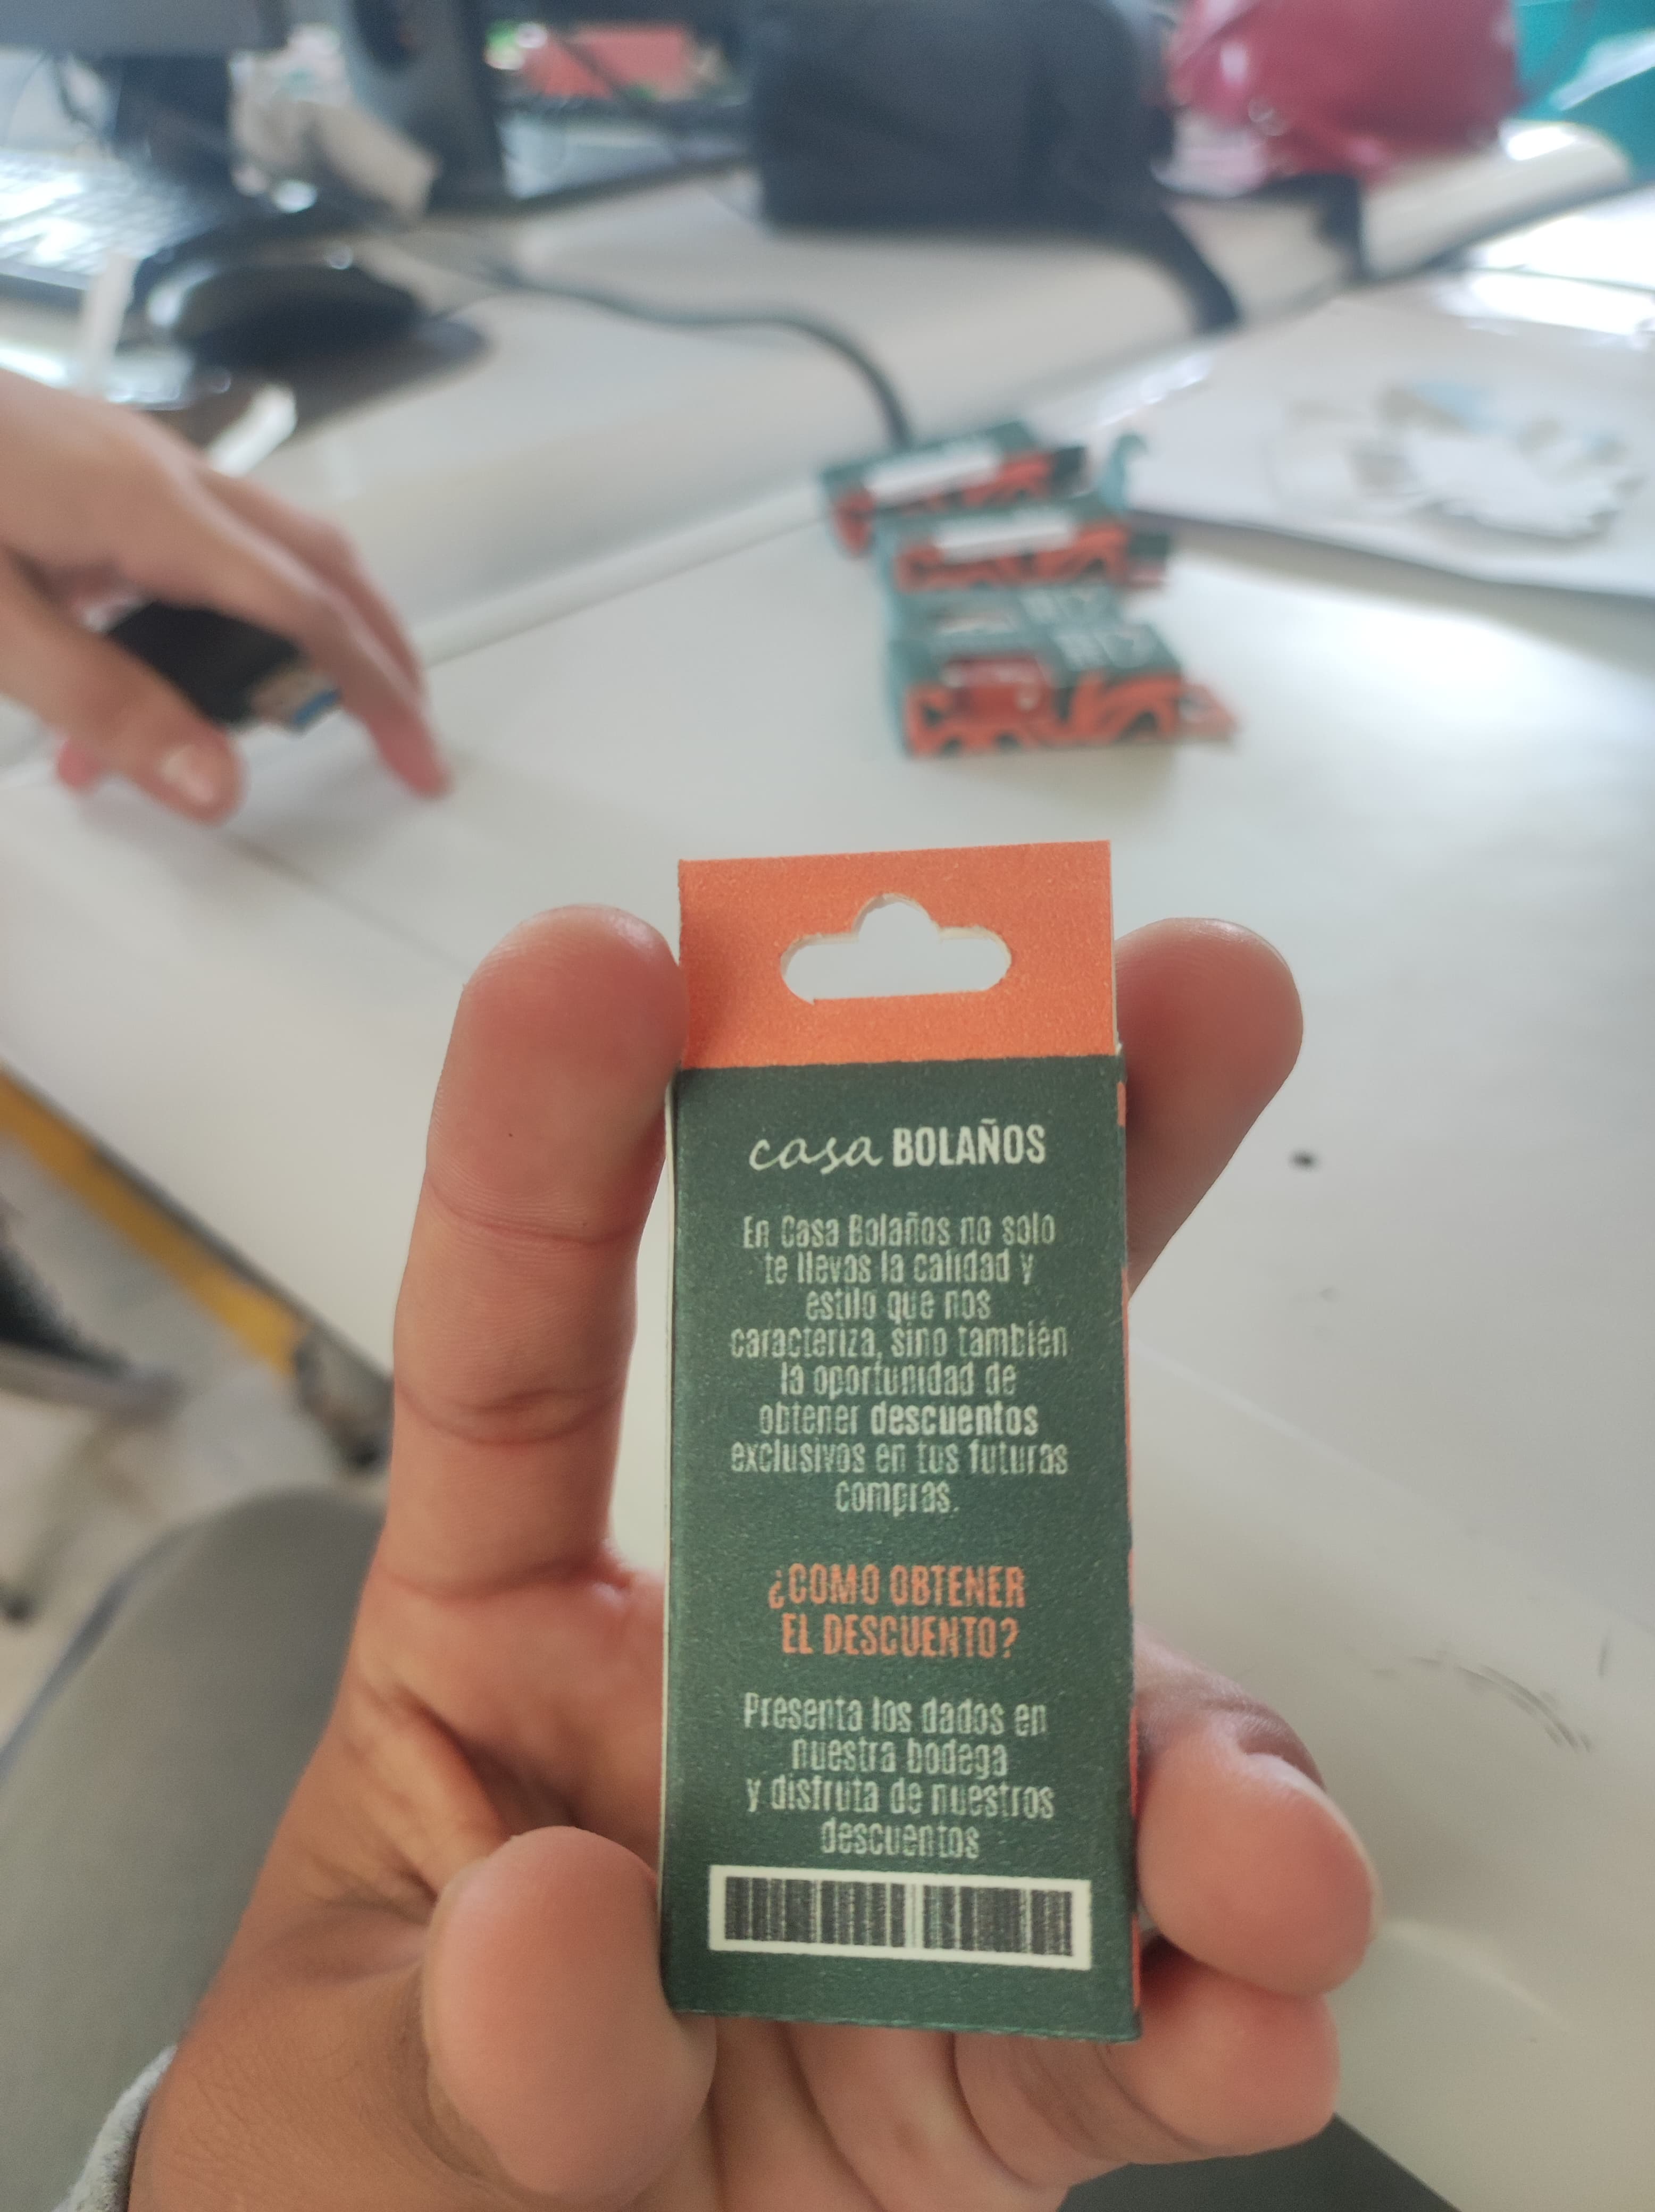 casa BOLAÑOS
En Casa Bolaños no solo
te llevas la calidad y
estilo que nos
caracteriza, sino también
la oportunidad de
obtener descuentos
exclusivos en tus futuras
compras.
¿COMO OBTENER
EL DESCUENTO?
Presenta los dados en
nuestra bodega
y disfruta de nuestros
descuentos